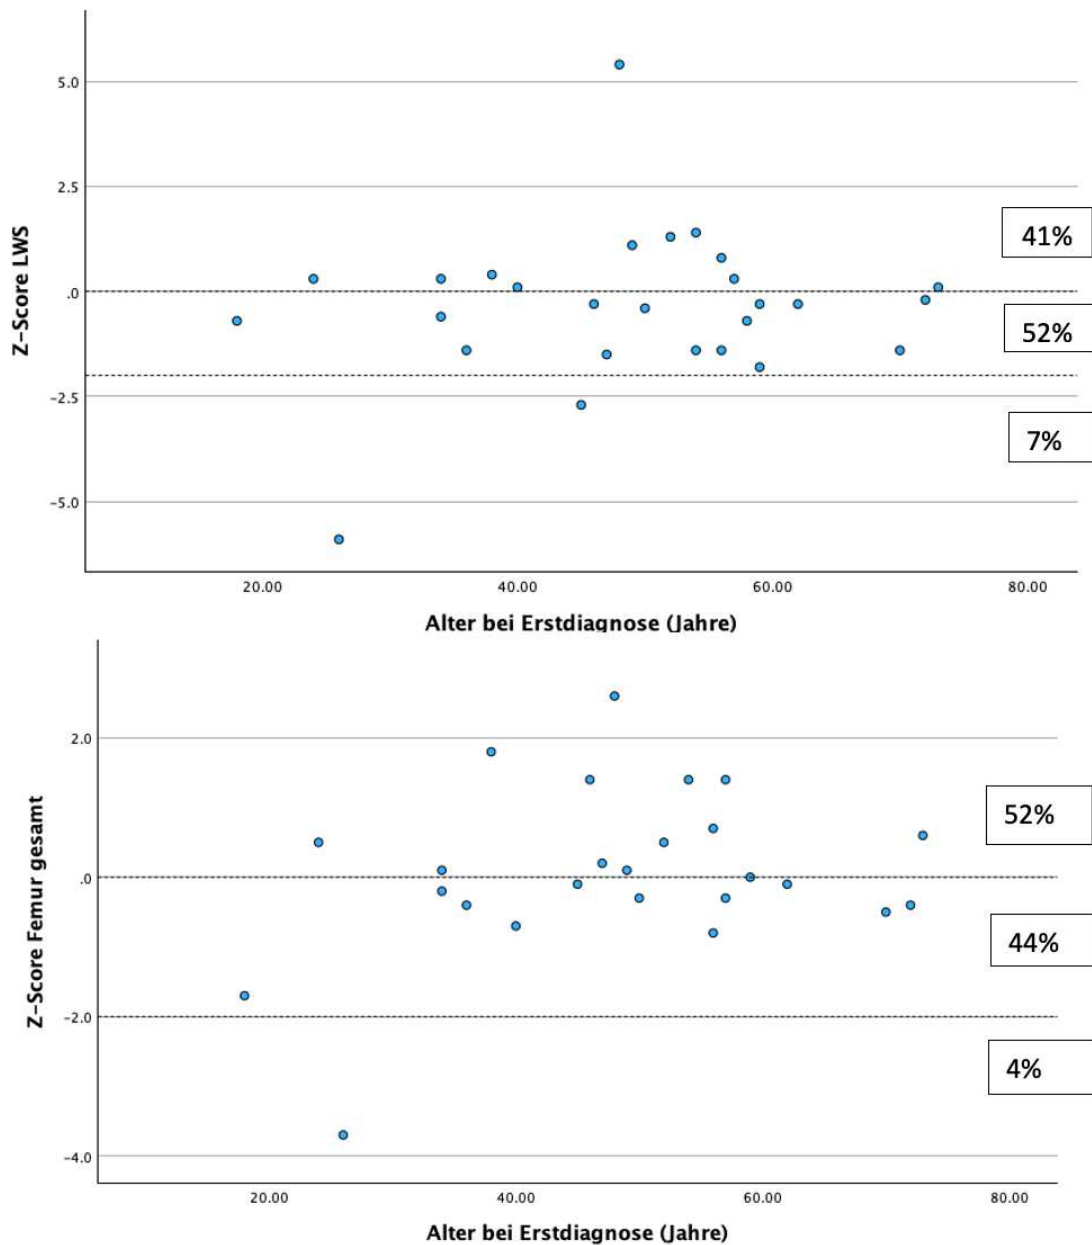 5.0
2.5
41%
Z-Score LWS
.0
52%
-2.5
7%
-5.0
20.00 40.00 60.00 80.00
Alter bei Erstdiagnose (Jahre)
2.0
52%
Z-Score Femur gesamt
.0
44%
-2.0
4%
-4.0
20.00 40.00 60.00 80.00
Alter bei Erstdiagnose (Jahre)